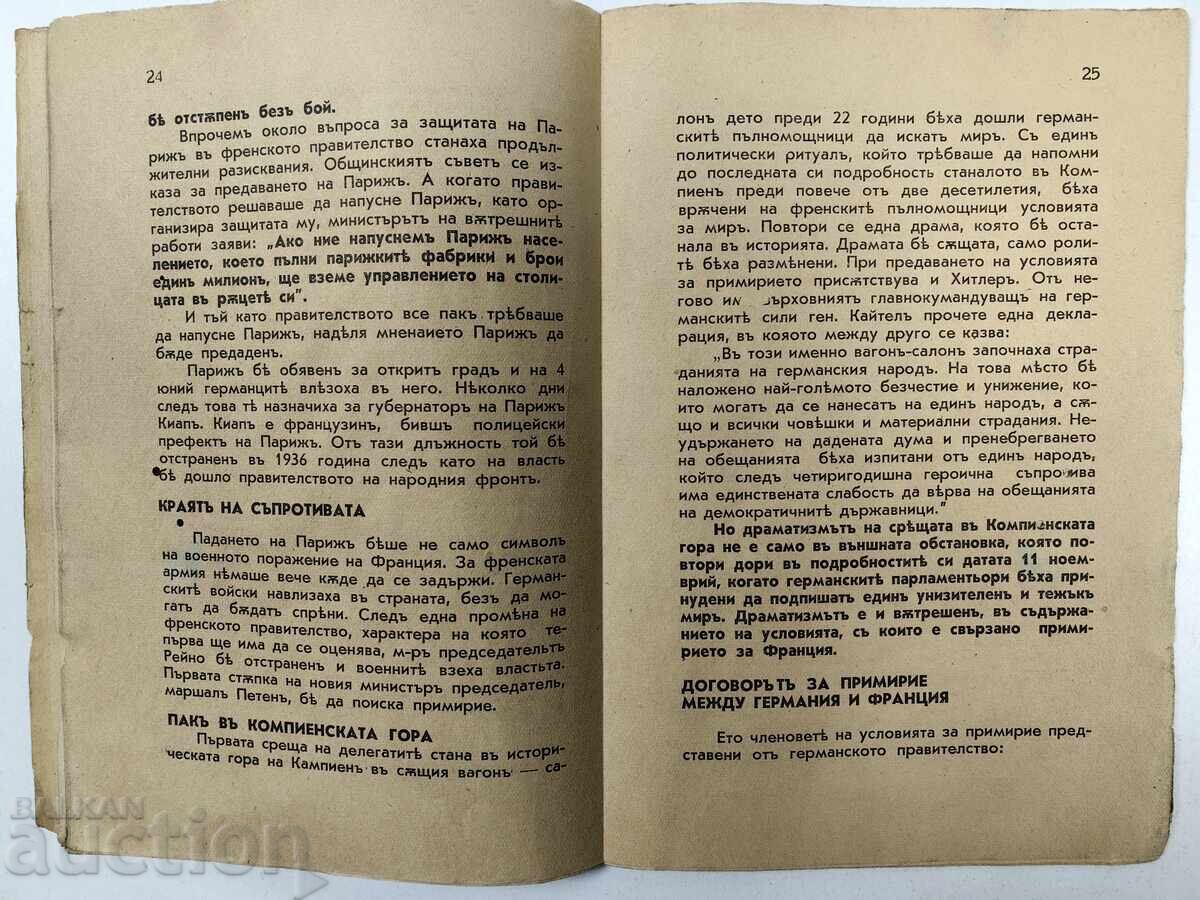 24
бѣ отстѫпенъ безъ бой.
Впрочемъ около въпроса за защитата на Па-
рижъ въ френското правителство станаха продъл-
жителни разисквания. Общинскиятъ съветъ се из-
каза за предаването на Парижъ. А когато прави-
телството решаваше да напусне Парижъ, като ор-
ганизира защитата му, министърътъ на вѫтрешнитѣ
работи заяви: „Ако ние напуснемъ Парижъ насе-
лението, което пълни парижкитѣ фабрики и брои
единъ милионъ, ще вземе управлението на столи-
цата въ рѫцетѣ си".
И тъй като правителството все пакъ трѣбваше
да напусне Парижъ, наделя мненаието Парижъ да
бѫде предаденъ.
Парижъ бѣ обявенъ за открить градъ и на 4
юний германцитѣ влѣзоха въ него. Нѣколко дни
следъ това тѣ назначиха за губернаторъ на Парижъ
Киапъ. Киапъ е французинъ, бившъ полицейски
префектъ на Парижъ. Отъ тази длъжность той бѣ
отстраненъ въ 1936 година следъ като на власть
бѣ дошло правителството на народния фронтъ.
КРАЯТЪ НА СЪПРОТИВАТА
Падането на Парижъ бѣше не само символъ
на военното поражение на Франция. За френската
армия нѣмаше вече кѫде да се задържи. Герман-
скитѣ войски навлизаха въ страната, безъ да мо-
гатъ да бѫдатъ спрѣни. Следъ една промѣна на
френското правителство, характера на която те-
първа ще има да се оценява, м-ръ председательтъ
Рейно бѣ отстраненъ и военнитѣ взеха властьта.
Първата стѫпка на новия министъръ председатель,
маршалъ Петенъ, бѣ да поиска примирие.
ПАКЪ ВЪ КОМПИЕНСКАТА ГОРА
Първата среща на делегатитѣ стана въ истори-
ческата гора на Кампиенъ въ сѫщия вагонъ — са-
25
лонъ дето преди 22 години бѣха дошли герман-
скитѣ пълномощници да искатъ миръ. Съ единъ
политически ритуалъ, който трѣбваше да напомни
до последната си подробность станалото въ Ком-
пиенъ преди повече отъ две десетилетия, бѣха
врѫчени на френскитѣ пълномощници условията
за миръ. Повтори се една драма, която бѣ оста-
нала въ историята. Драмата бѣ сѫщата, само роли-
тѣ бѣха размѣнени. При предаването на условията
за примирието присѫтствува и Хитлеръ. Отъ не-
гово им ърховниятъ главнокумандуващъ на гер-
манскитѣ сили ген. Кайтелъ прочете една декла-
рация, въ кояото между друго се казва:
„Въ този именно вагонъ-салонъ започнаха стра-
данията на германския народъ. На това мѣсто бѣ
наложено най-голѣмото безчестие и унижение, ко-
ито могатъ да се нанесатъ на единъ народъ, а сѫ-
що и всички човѣшки и материални страдания. Не-
удържането на дадената дума и пренебрегването
на обещанията бѣха изпитани от единъ народъ,
който следъ четиригодишна героична съпротива
има единствената слабость да вѣрва на обещанията
на демократичнитѣ държавници."
Но драматизмътъ на срѣщата въ Компиенската
гора не е само въ външната обстановка, която по-
втори дори въ подробноститѣ си датата 11 ноем-
врий, когато германскитѣ парламентьори бѣха при-
нудени да подпишатъ единъ унизителенъ и тежъкъ
миръ. Драматизмътъ е и вѫтрешенъ, въ съдържа-
нието на условията, съ които е свързано прими-
рието за Франция.
ДОГОВОРЪТЪ ЗА ПРИМИРИЕ
МЕЖДУ ГЕРМАНИЯ И ФРАНЦИЯ
Ето членоветѣ на условията за примирие пред-
ставени отъ германското правителство:
BALKAN
auction